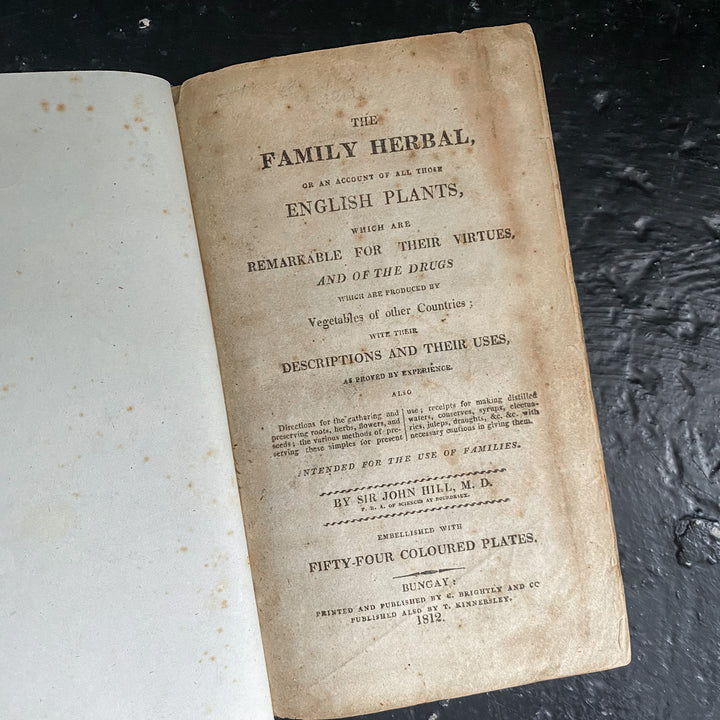 THE
FAMILY HERBAL,
OR AN ACCOUNT OF ALL THOSE
ENGLISH PLANTS,
WHICH ARE
REMARKABLE FOR THEIR VIRTUES,
AND OF THE DRUGS
WHICH ARE PRODUCED BY
Vegetables of other Countries;
WITH THEIR
DESCRIPTIONS AND THEIR USES,
AS PROVED BY EXPERIENCE.
ALSO
Directions for the gathering and
preserving roots, herbs, flowers, and
seeds; the various methods of pre-
serving these simples for present
use; receipts for making distilled
waters, conserves, syrups, electua-
ries, juleps, draughts, &c. &c. with
necessary cautions in giving them.
INTENDED FOR THE USE OF FAMILIES.
BY SIR JOHN HILL, M. D.
F. R. A. OF SCIENCES AT BOURDEAUX.
EMBELLISHED WITH
FIFTY-FOUR COLOURED PLATES.
BUNGAY:
PRINTED AND PUBLISHED BY C. BRIGHTLY AND CO
PUBLISHED ALSO BY T. KINNERSLEY.
1812.